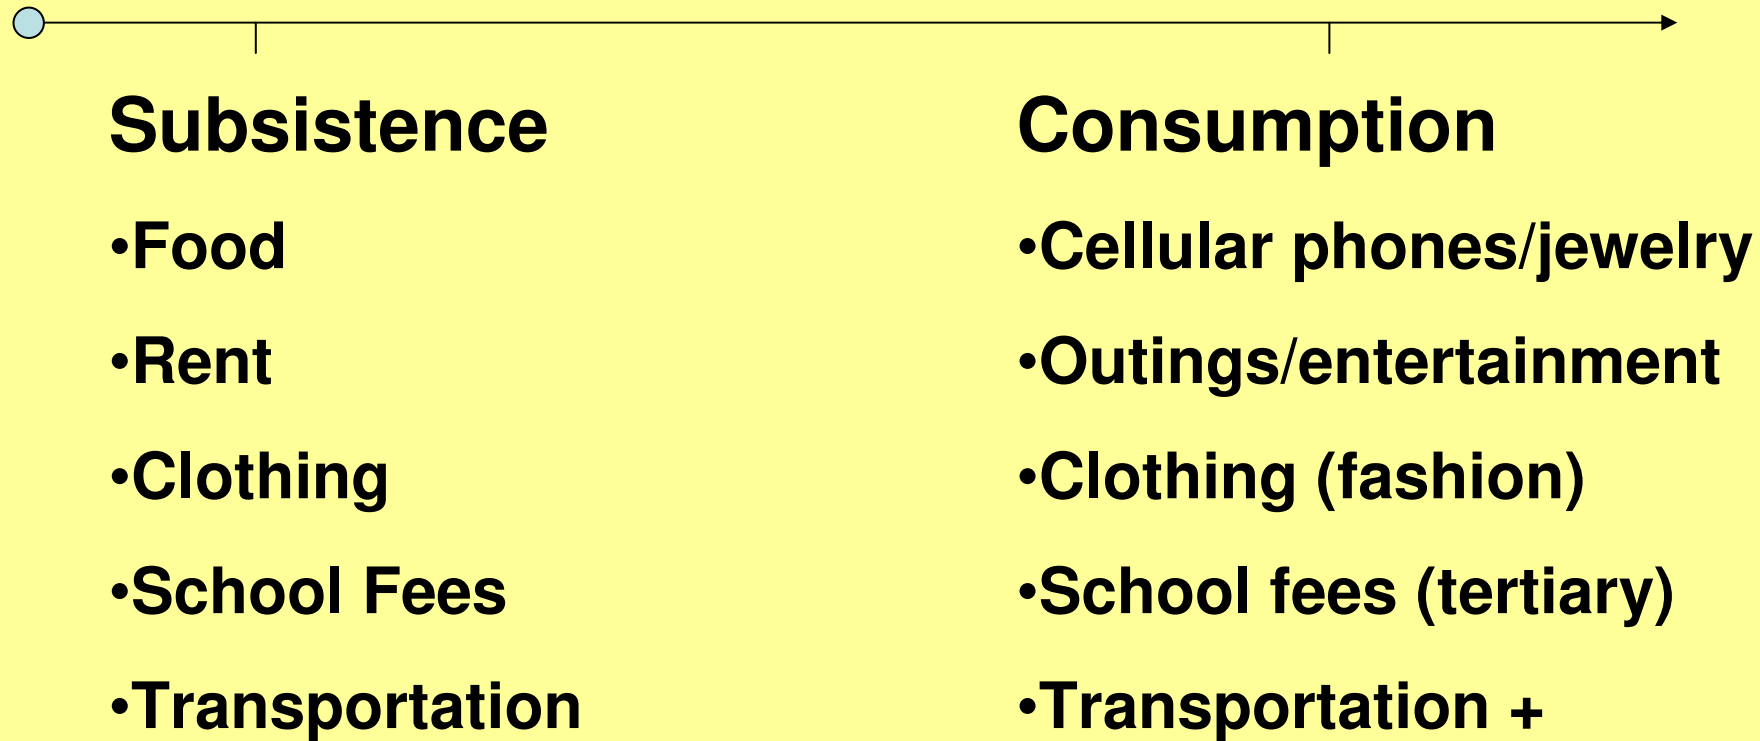 Subsistence
•Food
•Rent
•Clothing
•School Fees
•Transportation
Consumption
•Cellular phones/jewelry
•Outings/entertainment
•Clothing (fashion)
•School fees (tertiary)
•Transportation +